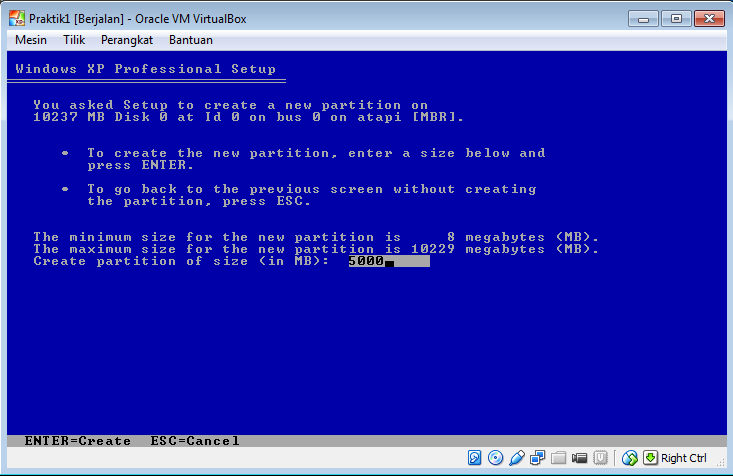 Praktik1 [Berjalan] - Oracle VM VirtualBox
Mesin Tilik Perangkat Bantuan
Windows XP Professional Setup
You asked Setup to create a new partition on
10237 MB Disk 0 at Id 0 on bus 0 on atapi [MBR].
• To create the new partition, enter a size below and
press ENTER.
• To go back to the previous screen without creating
the partition, press ESC.
The minimum size for the new partition is 8 megabytes (MB).
The maximum size for the new partition is 10229 megabytes (MB).
Create partition of size (in MB): 5000
ENTER=Create ESC=Cancel
Right Ctrl